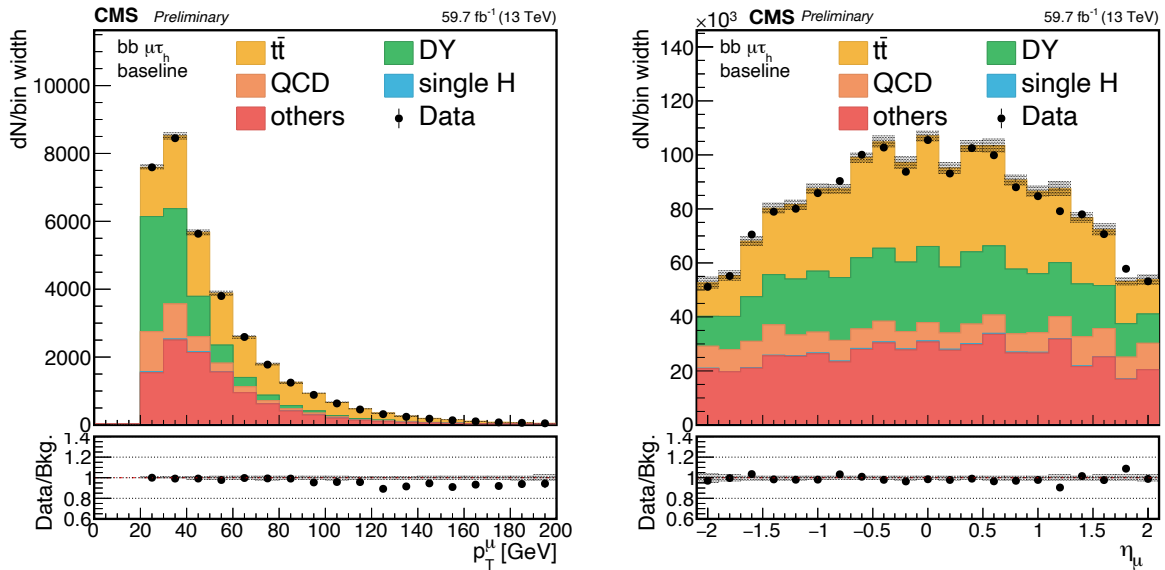 CMS Preliminary 59.7 fb⁻¹ (13 TeV)
dN/bin width
bb μτ_h
baseline
tt̄ DY
QCD single H
others Data
10000
8000
6000
4000
2000
0
Data/Bkg.
1.4
1.2
1
0.8
0.6
0 20 40 60 80 100 120 140 160 180 200
p_T^μ [GeV]
×10³ CMS Preliminary 59.7 fb⁻¹ (13 TeV)
dN/bin width
bb μτ_h
baseline
tt̄ DY
QCD single H
others Data
140
120
100
80
60
40
20
0
Data/Bkg.
1.4
1.2
1
0.8
0.6
−2 −1.5 −1 −0.5 0 0.5 1 1.5 2
η_μ